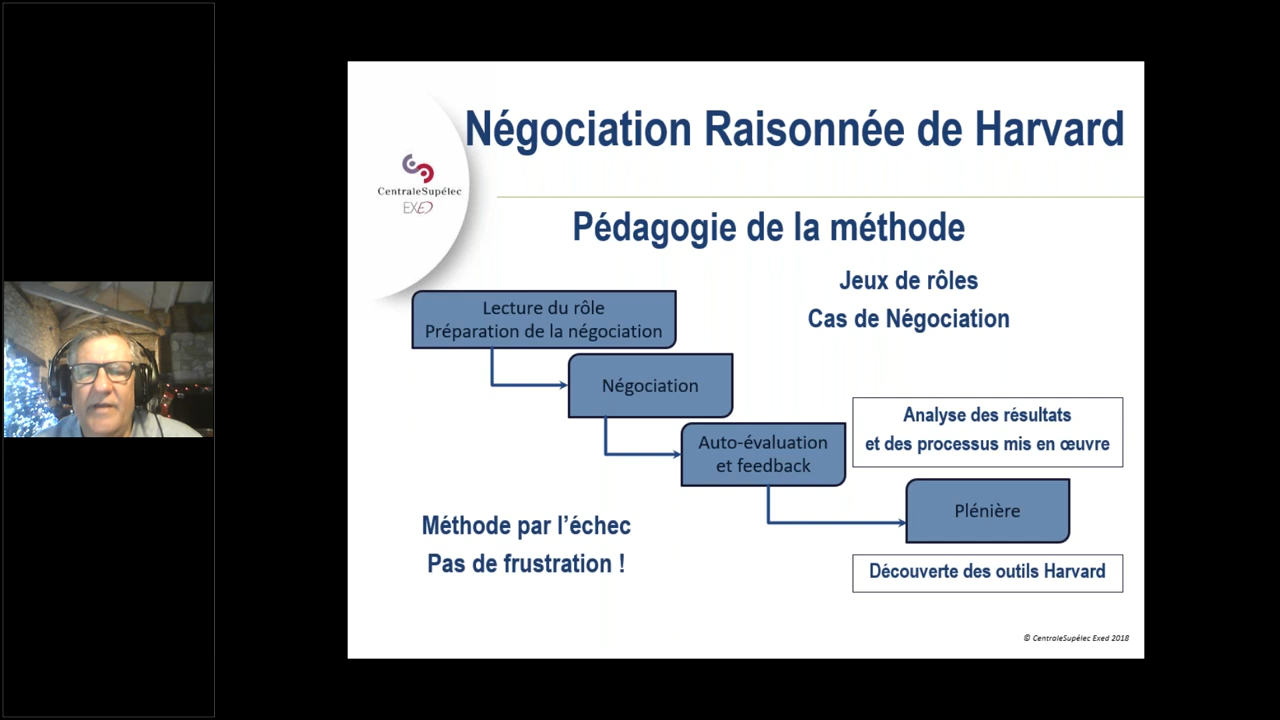 Négociation Raisonnée de Harvard
CentraleSupélec
EXED
Pédagogie de la méthode
Jeux de rôles
Cas de Négociation
Lecture du rôle
Préparation de la négociation
Négociation
Auto-évaluation
et feedback
Analyse des résultats
et des processus mis en œuvre
Plénière
Méthode par l’échec
Pas de frustration !
Découverte des outils Harvard
© CentraleSupélec Exed 2018